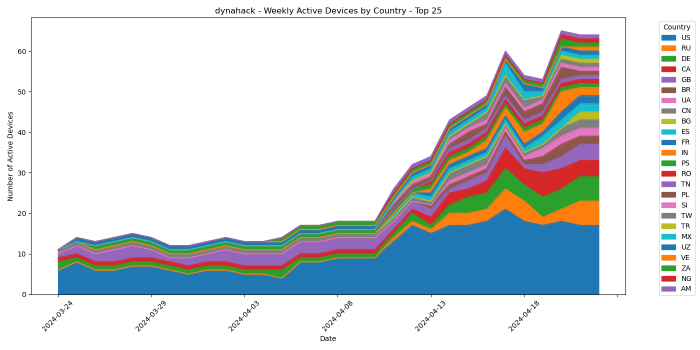 dynahack - Weekly Active Devices by Country - Top 25
Number of Active Devices
60
50
40
30
20
10
0
2024-03-24
2024-03-29
2024-04-03
2024-04-08
2024-04-13
2024-04-18
Date
Country
US
RU
DE
CA
GB
BR
UA
CN
BG
ES
FR
IN
PS
RO
TN
PL
SI
TW
TR
MX
UZ
VE
ZA
NG
AM